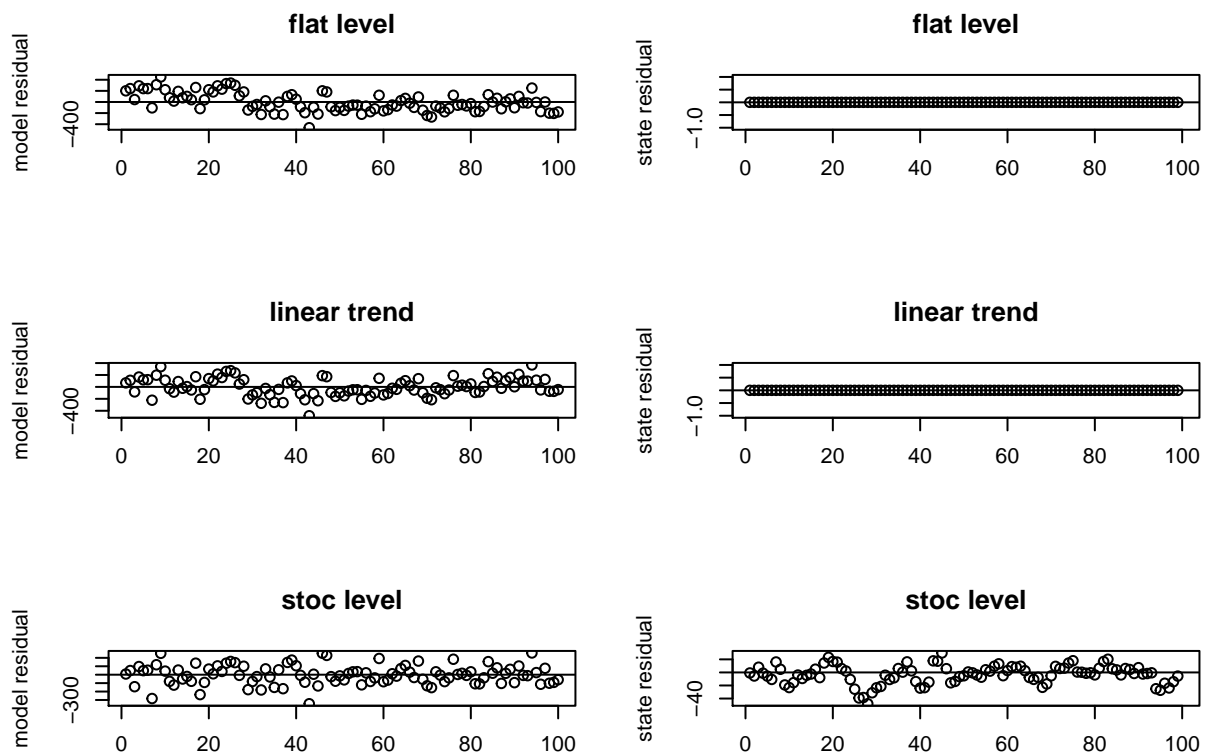 flat level
model residual
−400
0 20 40 60 80 100
flat level
state residual
−1.0
0 20 40 60 80 100
linear trend
model residual
−400
0 20 40 60 80 100
linear trend
state residual
−1.0
0 20 40 60 80 100
stoc level
model residual
−300
0 20 40 60 80 100
stoc level
state residual
−40
0 20 40 60 80 100